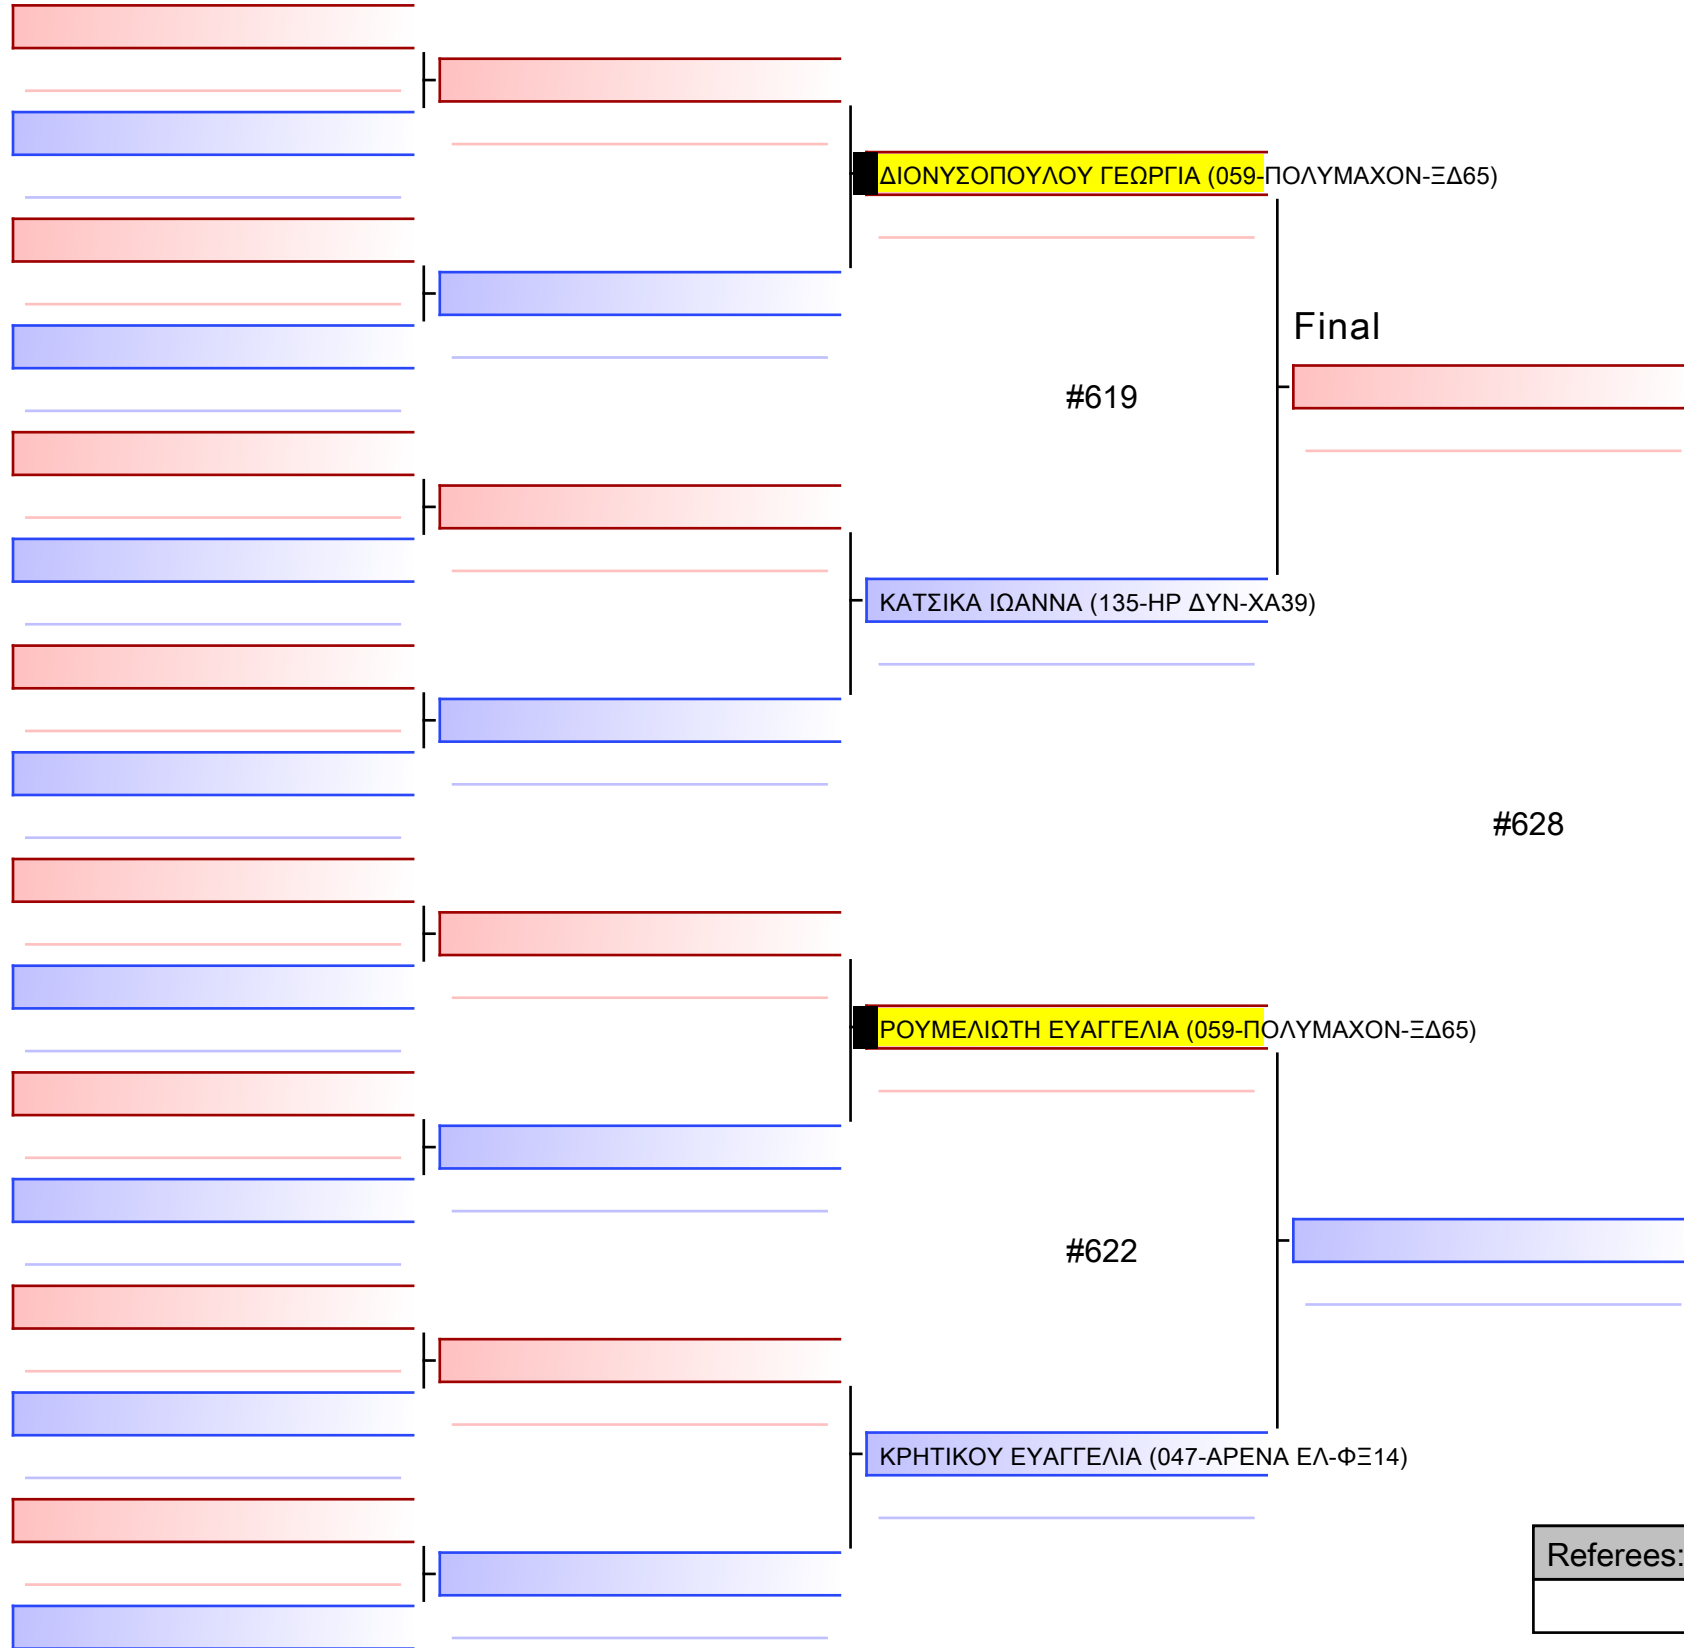 ΔΙΟΝΥΣΟΠΟΥΛΟΥ ΓΕΩΡΓΙΑ (059-ΠΟΛΥΜΑΧΟΝ-ΞΔ65)
Final
#619
ΚΑΤΣΙΚΑ ΙΩΑΝΝΑ (135-ΗΡ ΔΥΝ-ΧΑ39)
#628
ΡΟΥΜΕΛΙΩΤΗ ΕΥΑΓΓΕΛΙΑ (059-ΠΟΛΥΜΑΧΟΝ-ΞΔ65)
#622
ΚΡΗΤΙΚΟΥ ΕΥΑΓΓΕΛΙΑ (047-ΑΡΕΝΑ ΕΛ-ΦΞ14)
Referees: